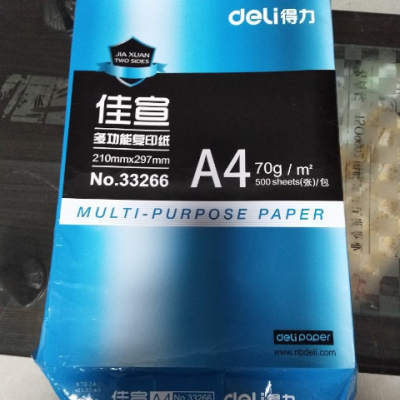 deli得力
JIA XUAN
TWO SIDES
佳宣
多功能复印纸
210mmx297mm
No.33266
A4 70g / m²
500 sheets(张)/包
MULTI-PURPOSE PAPER
deli paper
www.nbdeli.com
佳宣 A4 No.33266 deli得力